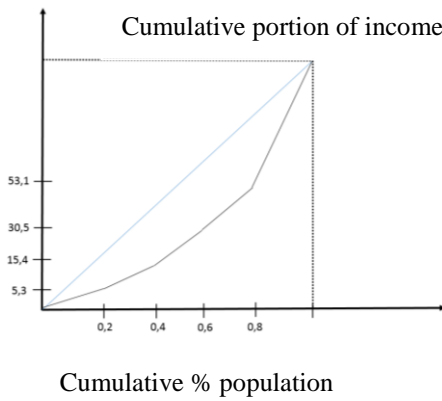 Cumulative portion of income
53,1
30,5
15,4
5,3
0,2 0,4 0,6 0,8
Cumulative % population